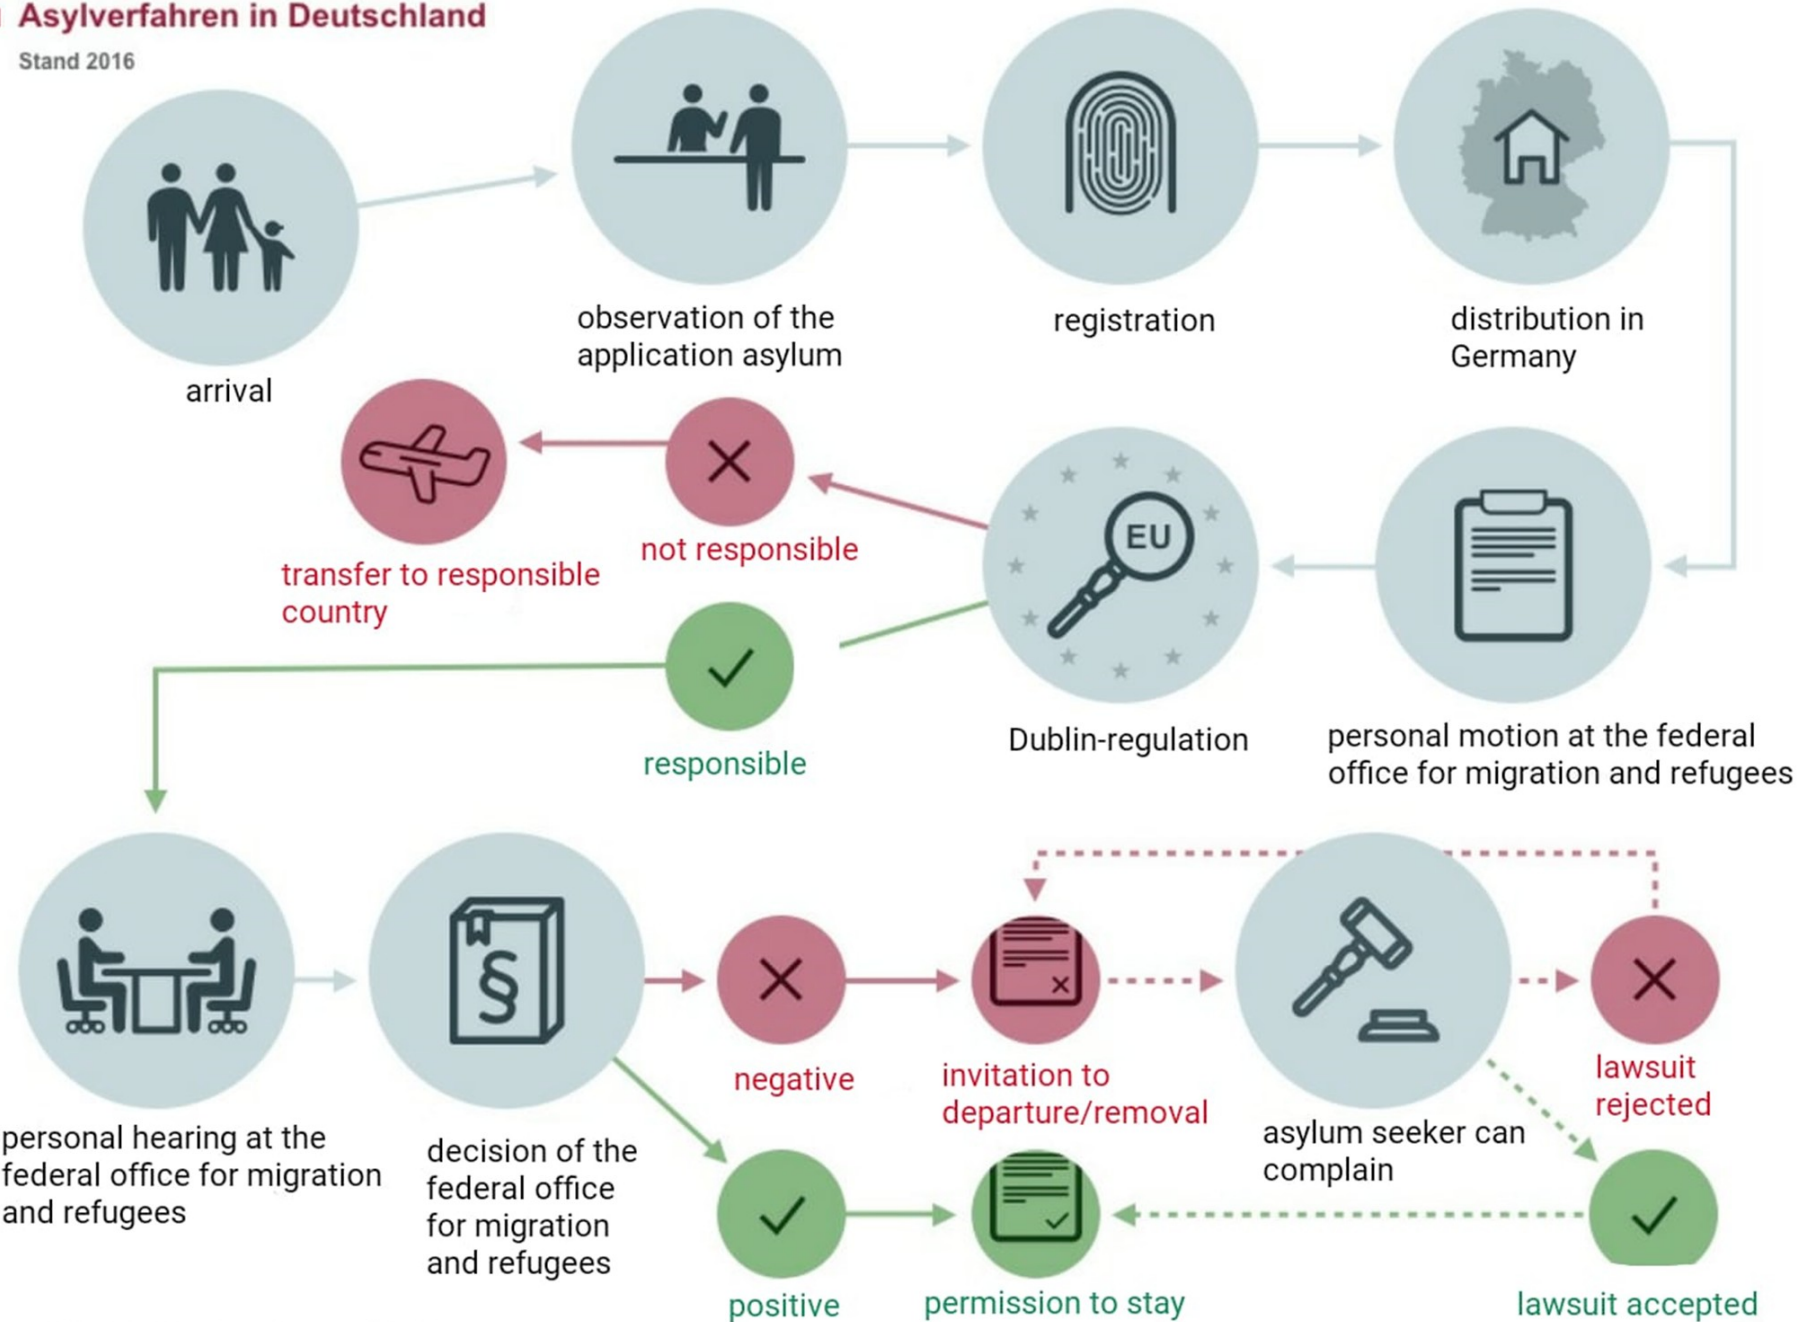 Asylverfahren in Deutschland
Stand 2016
arrival
observation of the
application asylum
registration
distribution in
Germany
transfer to responsible
country
not responsible
responsible
EU
Dublin-regulation
personal motion at the federal
office for migration and refugees
personal hearing at the
federal office for migration
and refugees
§
decision of the
federal office
for migration
and refugees
negative
invitation to
departure/removal
asylum seeker can
complain
lawsuit
rejected
positive
permission to stay
lawsuit accepted